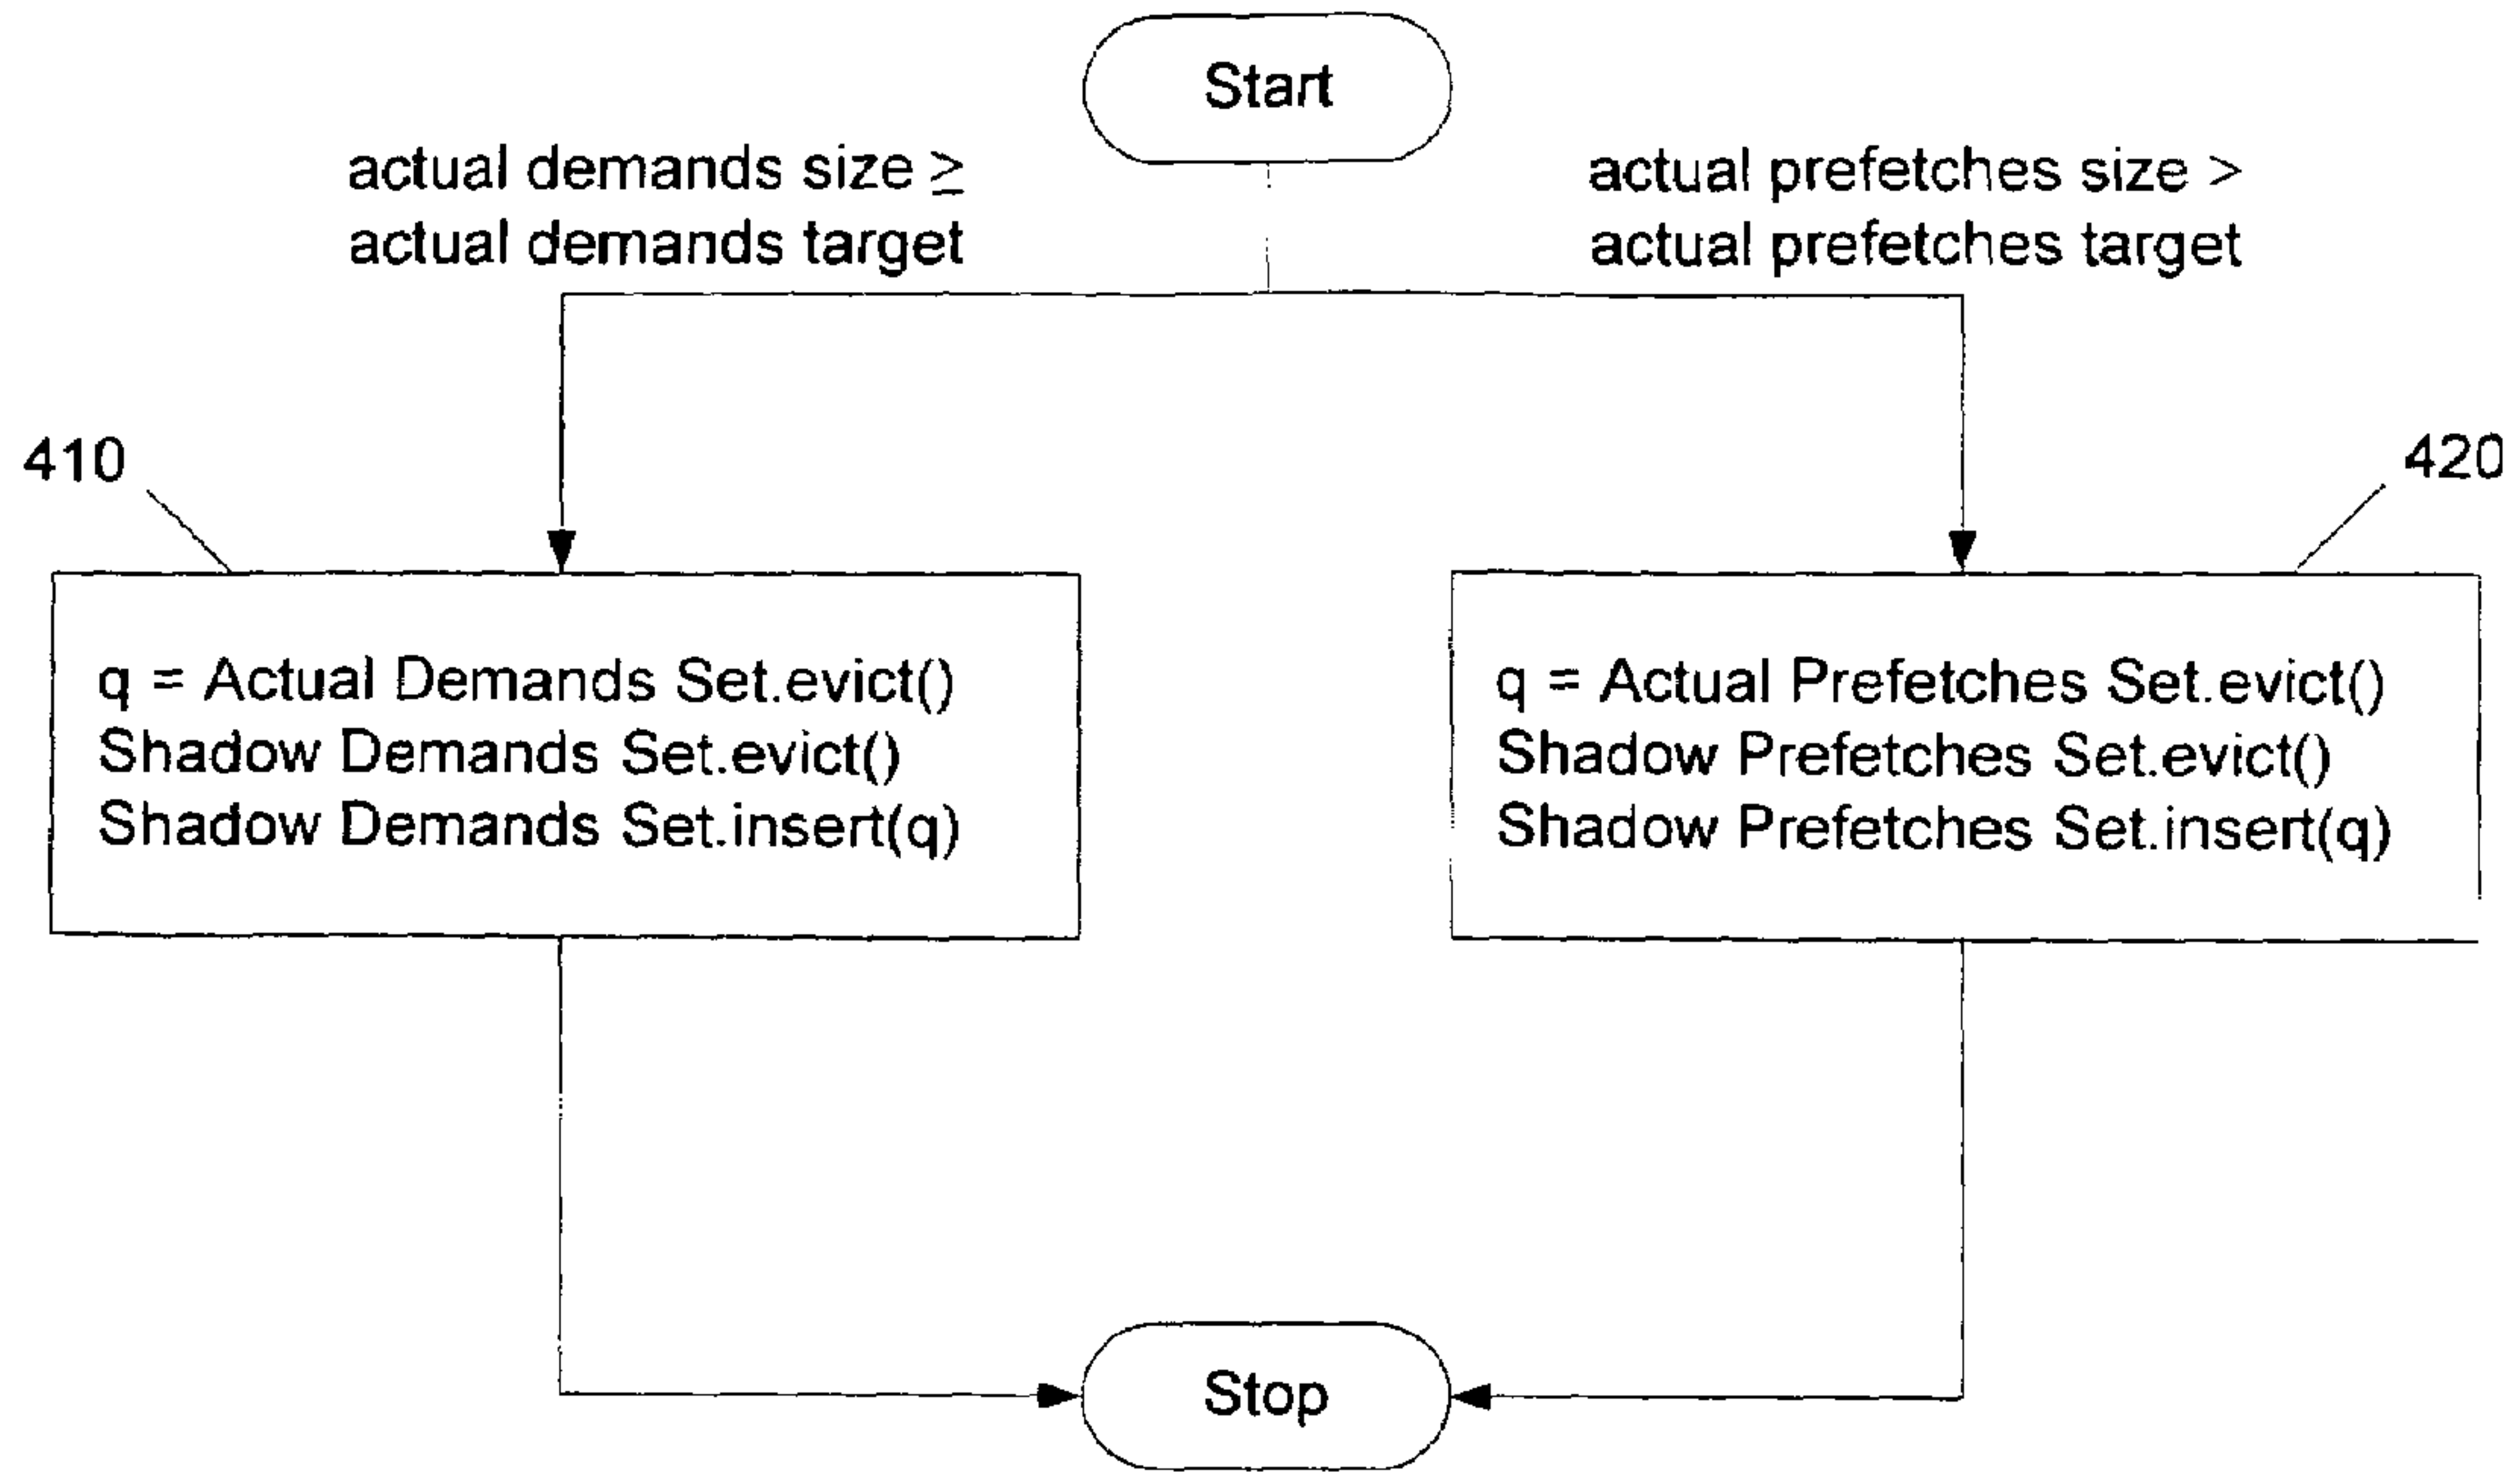 Start
actual demands size ≥
actual demands target
actual prefetches size >
actual prefetches target
410
420
q = Actual Demands Set.evict()
Shadow Demands Set.evict()
Shadow Demands Set.insert(q)
q = Actual Prefetches Set.evict()
Shadow Prefetches Set.evict()
Shadow Prefetches Set.insert(q)
Stop